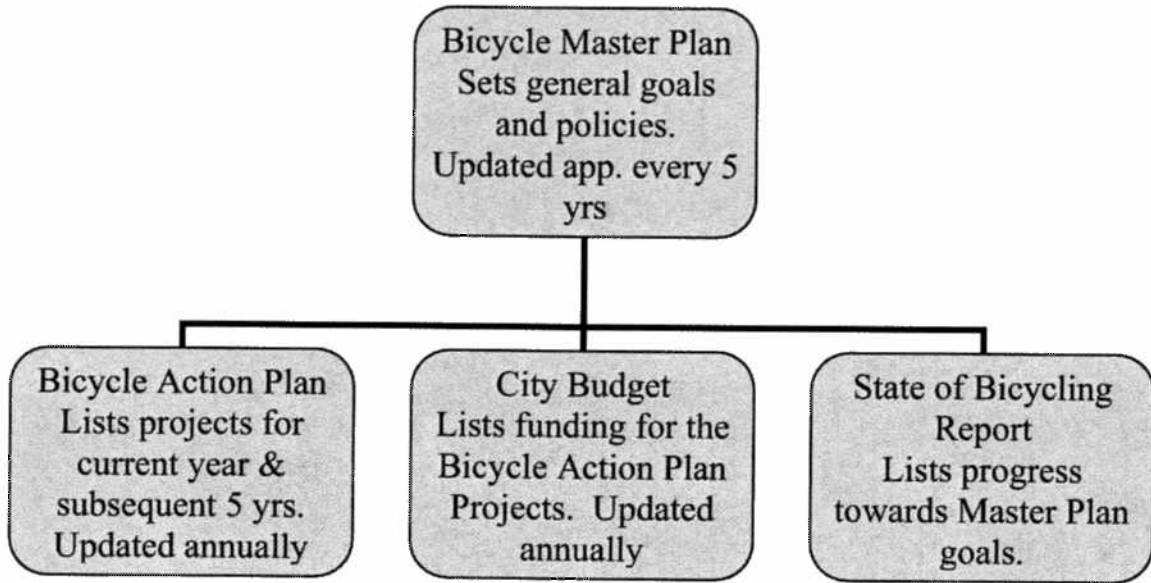 Bicycle Master Plan
Sets general goals
and policies.
Updated app. every 5
yrs
Bicycle Action Plan
Lists projects for
current year &
subsequent 5 yrs.
Updated annually
City Budget
Lists funding for the
Bicycle Action Plan
Projects.  Updated
annually
State of Bicycling
Report
Lists progress
towards Master Plan
goals.